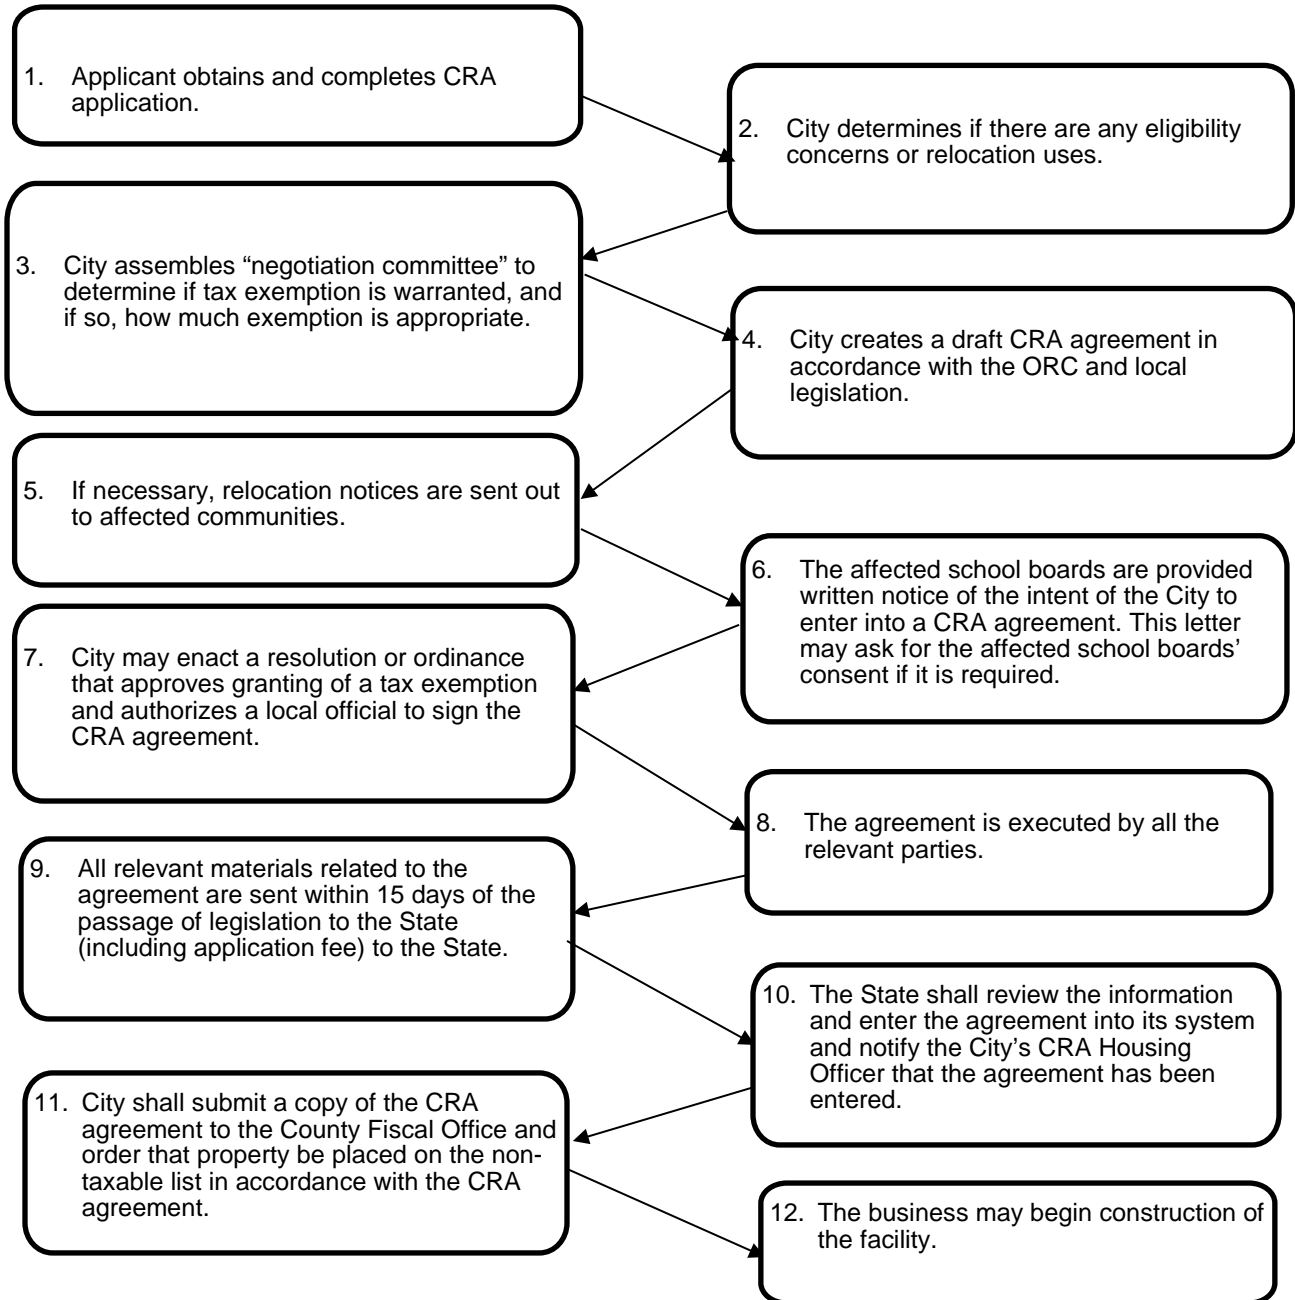 1. Applicant obtains and completes CRA
application.
2. City determines if there are any eligibility
concerns or relocation uses.
3. City assembles “negotiation committee” to
determine if tax exemption is warranted, and
if so, how much exemption is appropriate.
4. City creates a draft CRA agreement in
accordance with the ORC and local
legislation.
5. If necessary, relocation notices are sent out
to affected communities.
6. The affected school boards are provided
written notice of the intent of the City to
enter into a CRA agreement. This letter
may ask for the affected school boards’
consent if it is required.
7. City may enact a resolution or ordinance
that approves granting of a tax exemption
and authorizes a local official to sign the
CRA agreement.
8. The agreement is executed by all the
relevant parties.
9. All relevant materials related to the
agreement are sent within 15 days of the
passage of legislation to the State
(including application fee) to the State.
10. The State shall review the information
and enter the agreement into its system
and notify the City’s CRA Housing
Officer that the agreement has been
entered.
11. City shall submit a copy of the CRA
agreement to the County Fiscal Office and
order that property be placed on the non-
taxable list in accordance with the CRA
agreement.
12. The business may begin construction of
the facility.